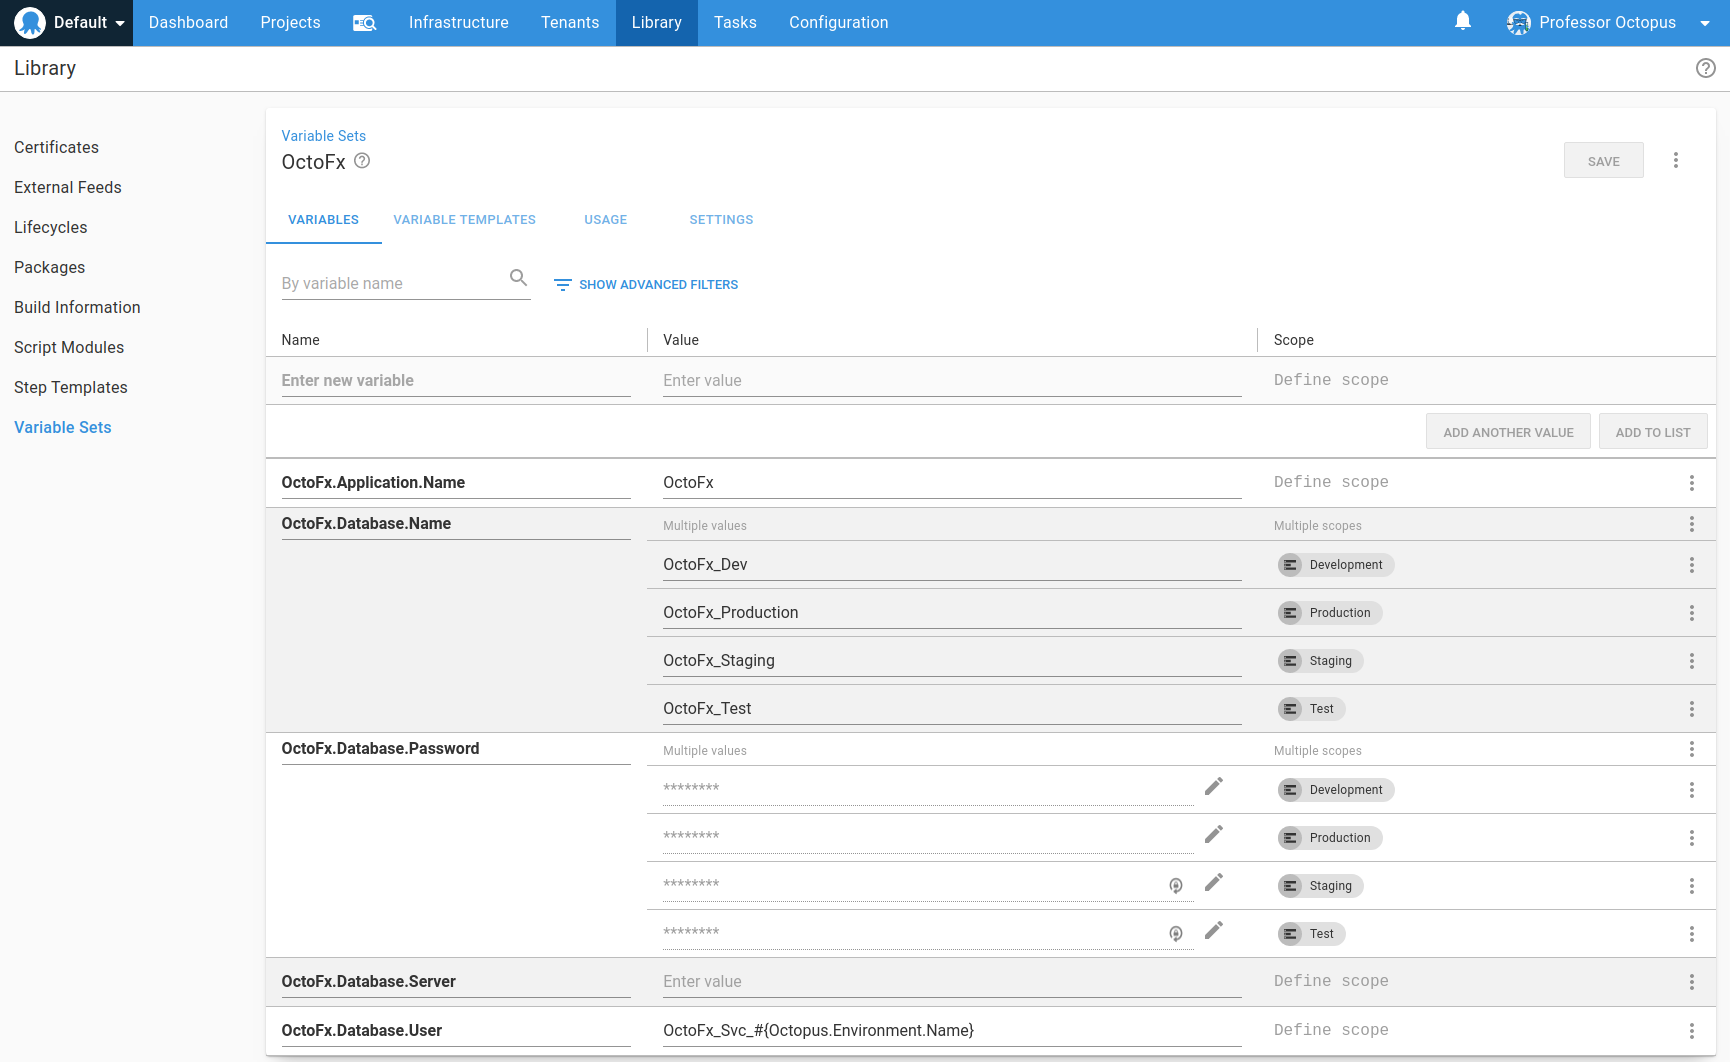 Default Dashboard Projects Infrastructure Tenants Library Tasks Configuration Professor Octopus
Library
Certificates
External Feeds
Lifecycles
Packages
Build Information
Script Modules
Step Templates
Variable Sets
Variable Sets
OctoFx
SAVE
VARIABLES VARIABLE TEMPLATES USAGE SETTINGS
By variable name SHOW ADVANCED FILTERS
Name Value Scope
Enter new variable Enter value Define scope
ADD ANOTHER VALUE ADD TO LIST
OctoFx.Application.Name OctoFx Define scope
OctoFx.Database.Name Multiple values Multiple scopes
OctoFx_Dev Development
OctoFx_Production Production
OctoFx_Staging Staging
OctoFx_Test Test
OctoFx.Database.Password Multiple values Multiple scopes
******** Development
******** Production
******** Staging
******** Test
OctoFx.Database.Server Enter value Define scope
OctoFx.Database.User OctoFx_Svc_#{Octopus.Environment.Name} Define scope